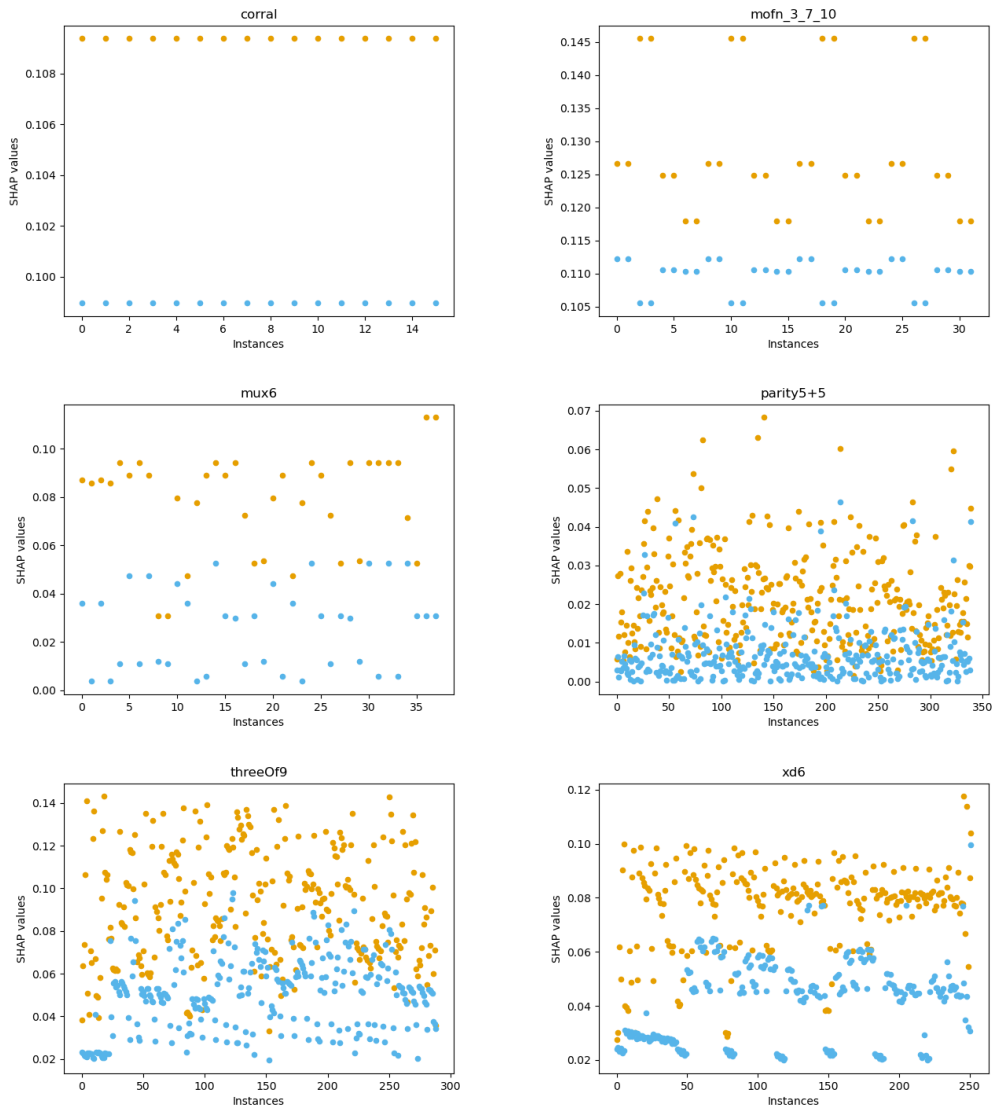 corral
SHAP values
0.108
0.106
0.104
0.102
0.100
0 2 4 6 8 10 12 14
Instances
mofn_3_7_10
SHAP values
0.145
0.140
0.135
0.130
0.125
0.120
0.115
0.110
0.105
0 5 10 15 20 25 30
Instances
mux6
SHAP values
0.10
0.08
0.06
0.04
0.02
0.00
0 5 10 15 20 25 30 35
Instances
parity5+5
SHAP values
0.07
0.06
0.05
0.04
0.03
0.02
0.01
0.00
0 50 100 150 200 250 300 350
Instances
threeOf9
SHAP values
0.14
0.12
0.10
0.08
0.06
0.04
0.02
0 50 100 150 200 250 300
Instances
xd6
SHAP values
0.12
0.10
0.08
0.06
0.04
0.02
0 50 100 150 200 250
Instances